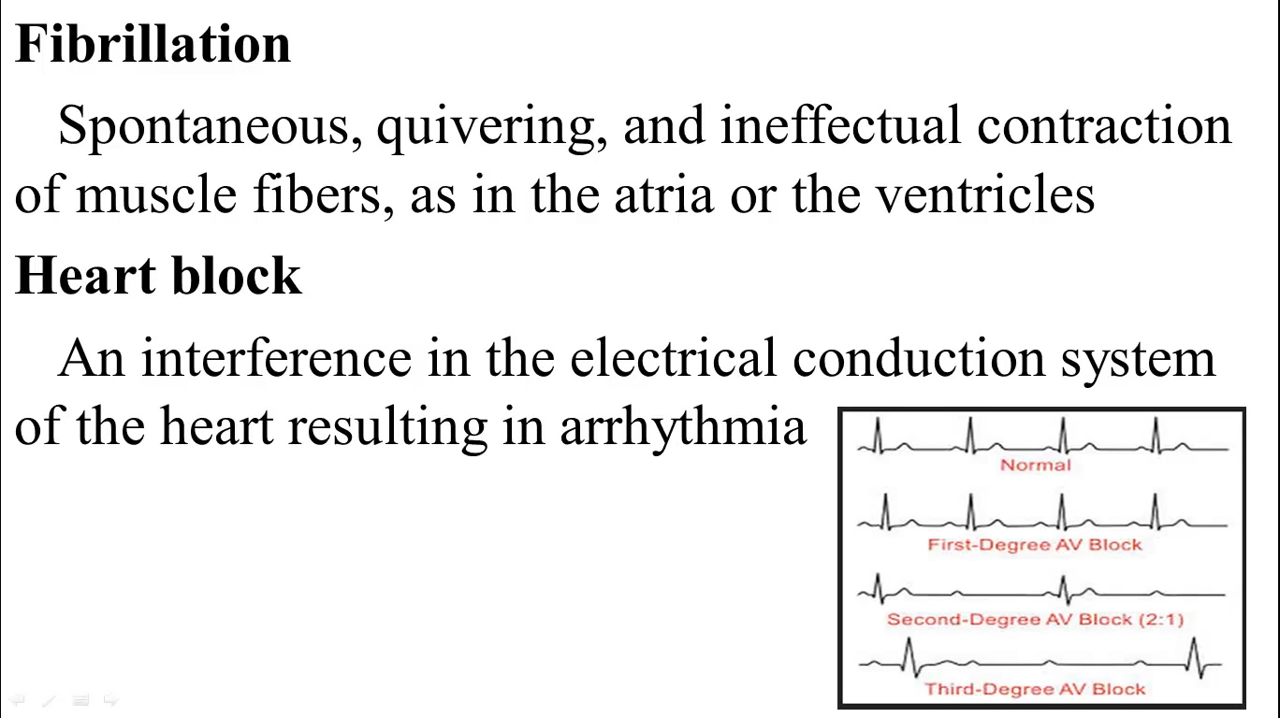 Fibrillation
Spontaneous, quivering, and ineffectual contraction
of muscle fibers, as in the atria or the ventricles
Heart block
An interference in the electrical conduction system
of the heart resulting in arrhythmia
Normal
First-Degree AV Block
Second-Degree AV Block (2:1)
Third-Degree AV Block